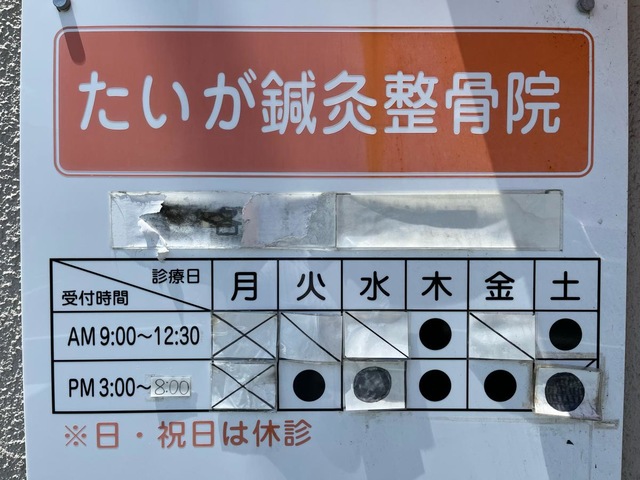 たいが鍼灸整骨院
診療日 月 火 水 木 金 土
受付時間
AM 9:00〜12:30 ● ●
PM 3:00〜8:00 ● ● ● ● ●
※日・祝日は休診